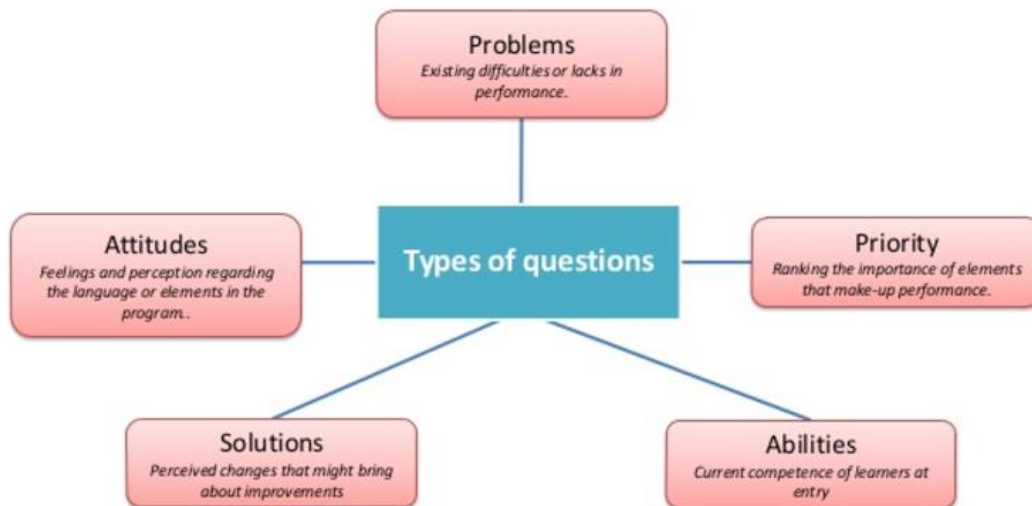 Problems
Existing difficulties or lacks in
performance.
Attitudes
Feelings and perception regarding
the language or elements in the
program..
Types of questions
Priority
Ranking the importance of elements
that make-up performance.
Solutions
Perceived changes that might bring
about improvements
Abilities
Current competence of learners at
entry